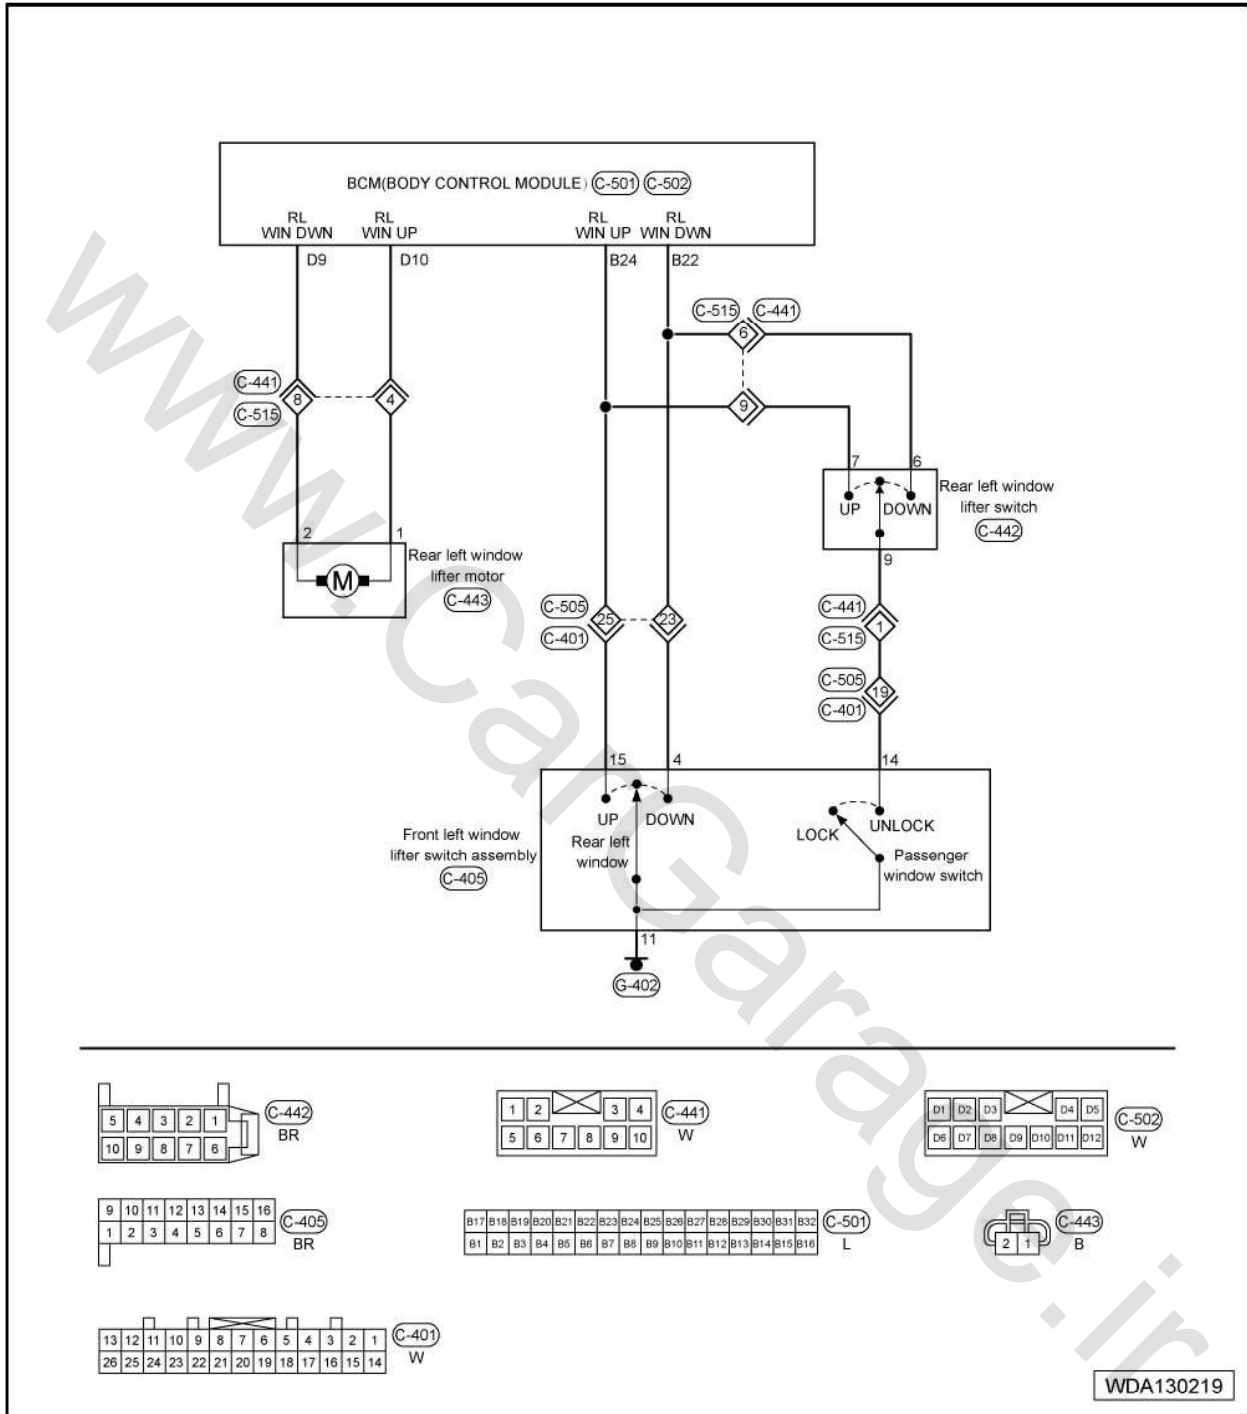 BCM(BODY CONTROL MODULE) C-501 C-502
RL RL RL RL
WIN DWN WIN UP WIN UP WIN DWN
D9 D10 B24 B22
C-515 C-441
6
C-441
8 4
C-515
9
7 6
UP DOWN
Rear left window
lifter switch
C-442
9
2 1
M
Rear left window
lifter motor
C-443
C-505
25 23
C-401
C-441
1
C-515
C-505
19
C-401
15 4 14
UP DOWN
Rear left
window
LOCK UNLOCK
Passenger
window switch
Front left window
lifter switch assembly
C-405
11
G-402
5 4 3 2 1
10 9 8 7 6
C-442
BR
1 2 3 4
5 6 7 8 9 10
C-441
W
D1 D2 D3 D4 D5
D6 D7 D8 D9 D10 D11 D12
C-502
W
9 10 11 12 13 14 15 16
1 2 3 4 5 6 7 8
C-405
BR
B17 B18 B19 B20 B21 B22 B23 B24 B25 B26 B27 B28 B29 B30 B31 B32
B1 B2 B3 B4 B5 B6 B7 B8 B9 B10 B11 B12 B13 B14 B15 B16
C-501
L
2 1
C-443
B
13 12 11 10 9 8 7 6 5 4 3 2 1
26 25 24 23 22 21 20 19 18 17 16 15 14
C-401
W
WDA130219
www.CarGarage.ir